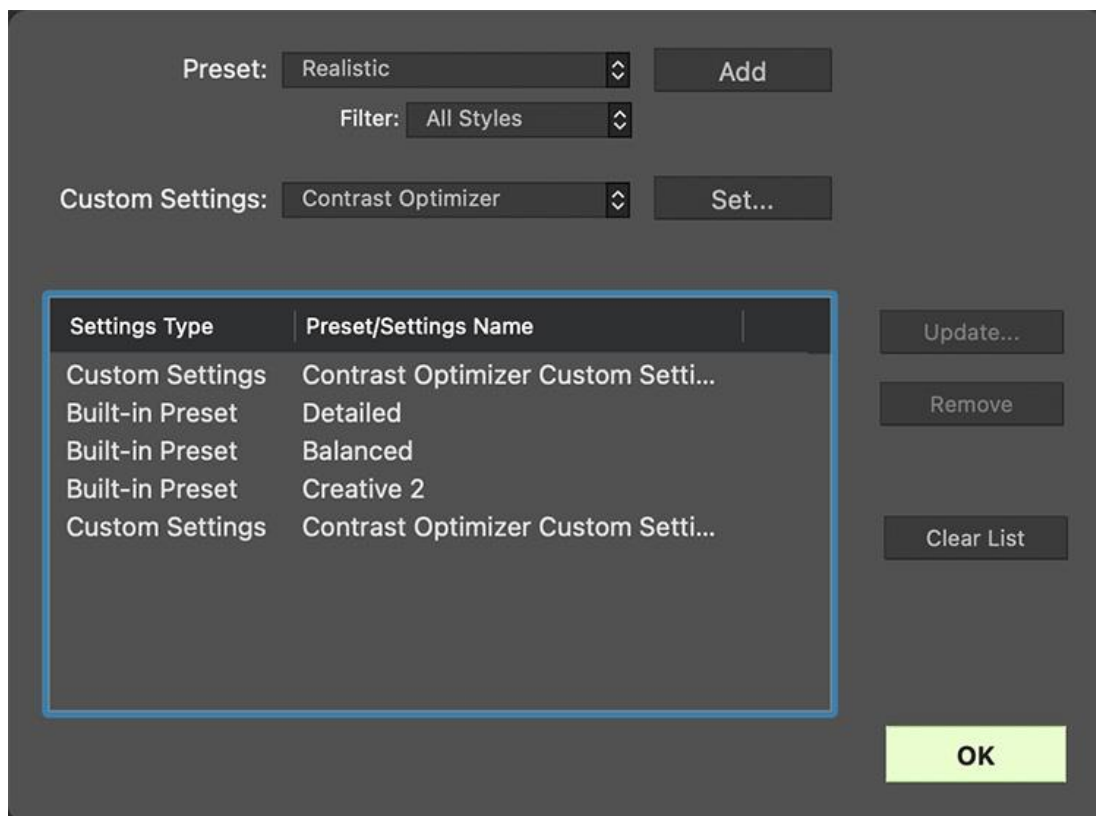 Preset: Realistic Add
Filter: All Styles
Custom Settings: Contrast Optimizer Set...
Settings Type Preset/Settings Name Update...
Custom Settings Contrast Optimizer Custom Setti...
Built-in Preset Detailed Remove
Built-in Preset Balanced
Built-in Preset Creative 2
Custom Settings Contrast Optimizer Custom Setti... Clear List
OK